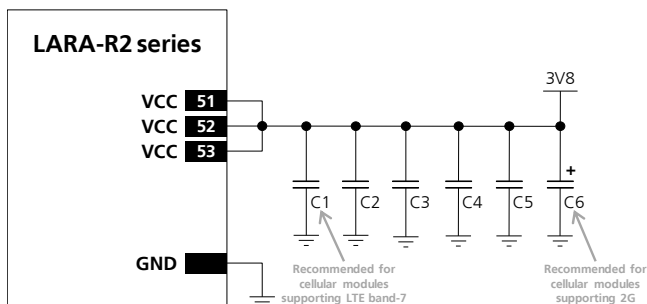 LARA-R2 series
3V8
VCC 51
VCC 52
VCC 53
+
C1 C2 C3 C4 C5 C6
GND
Recommended for
cellular modules
supporting LTE band-7
Recommended for
cellular modules
supporting 2G